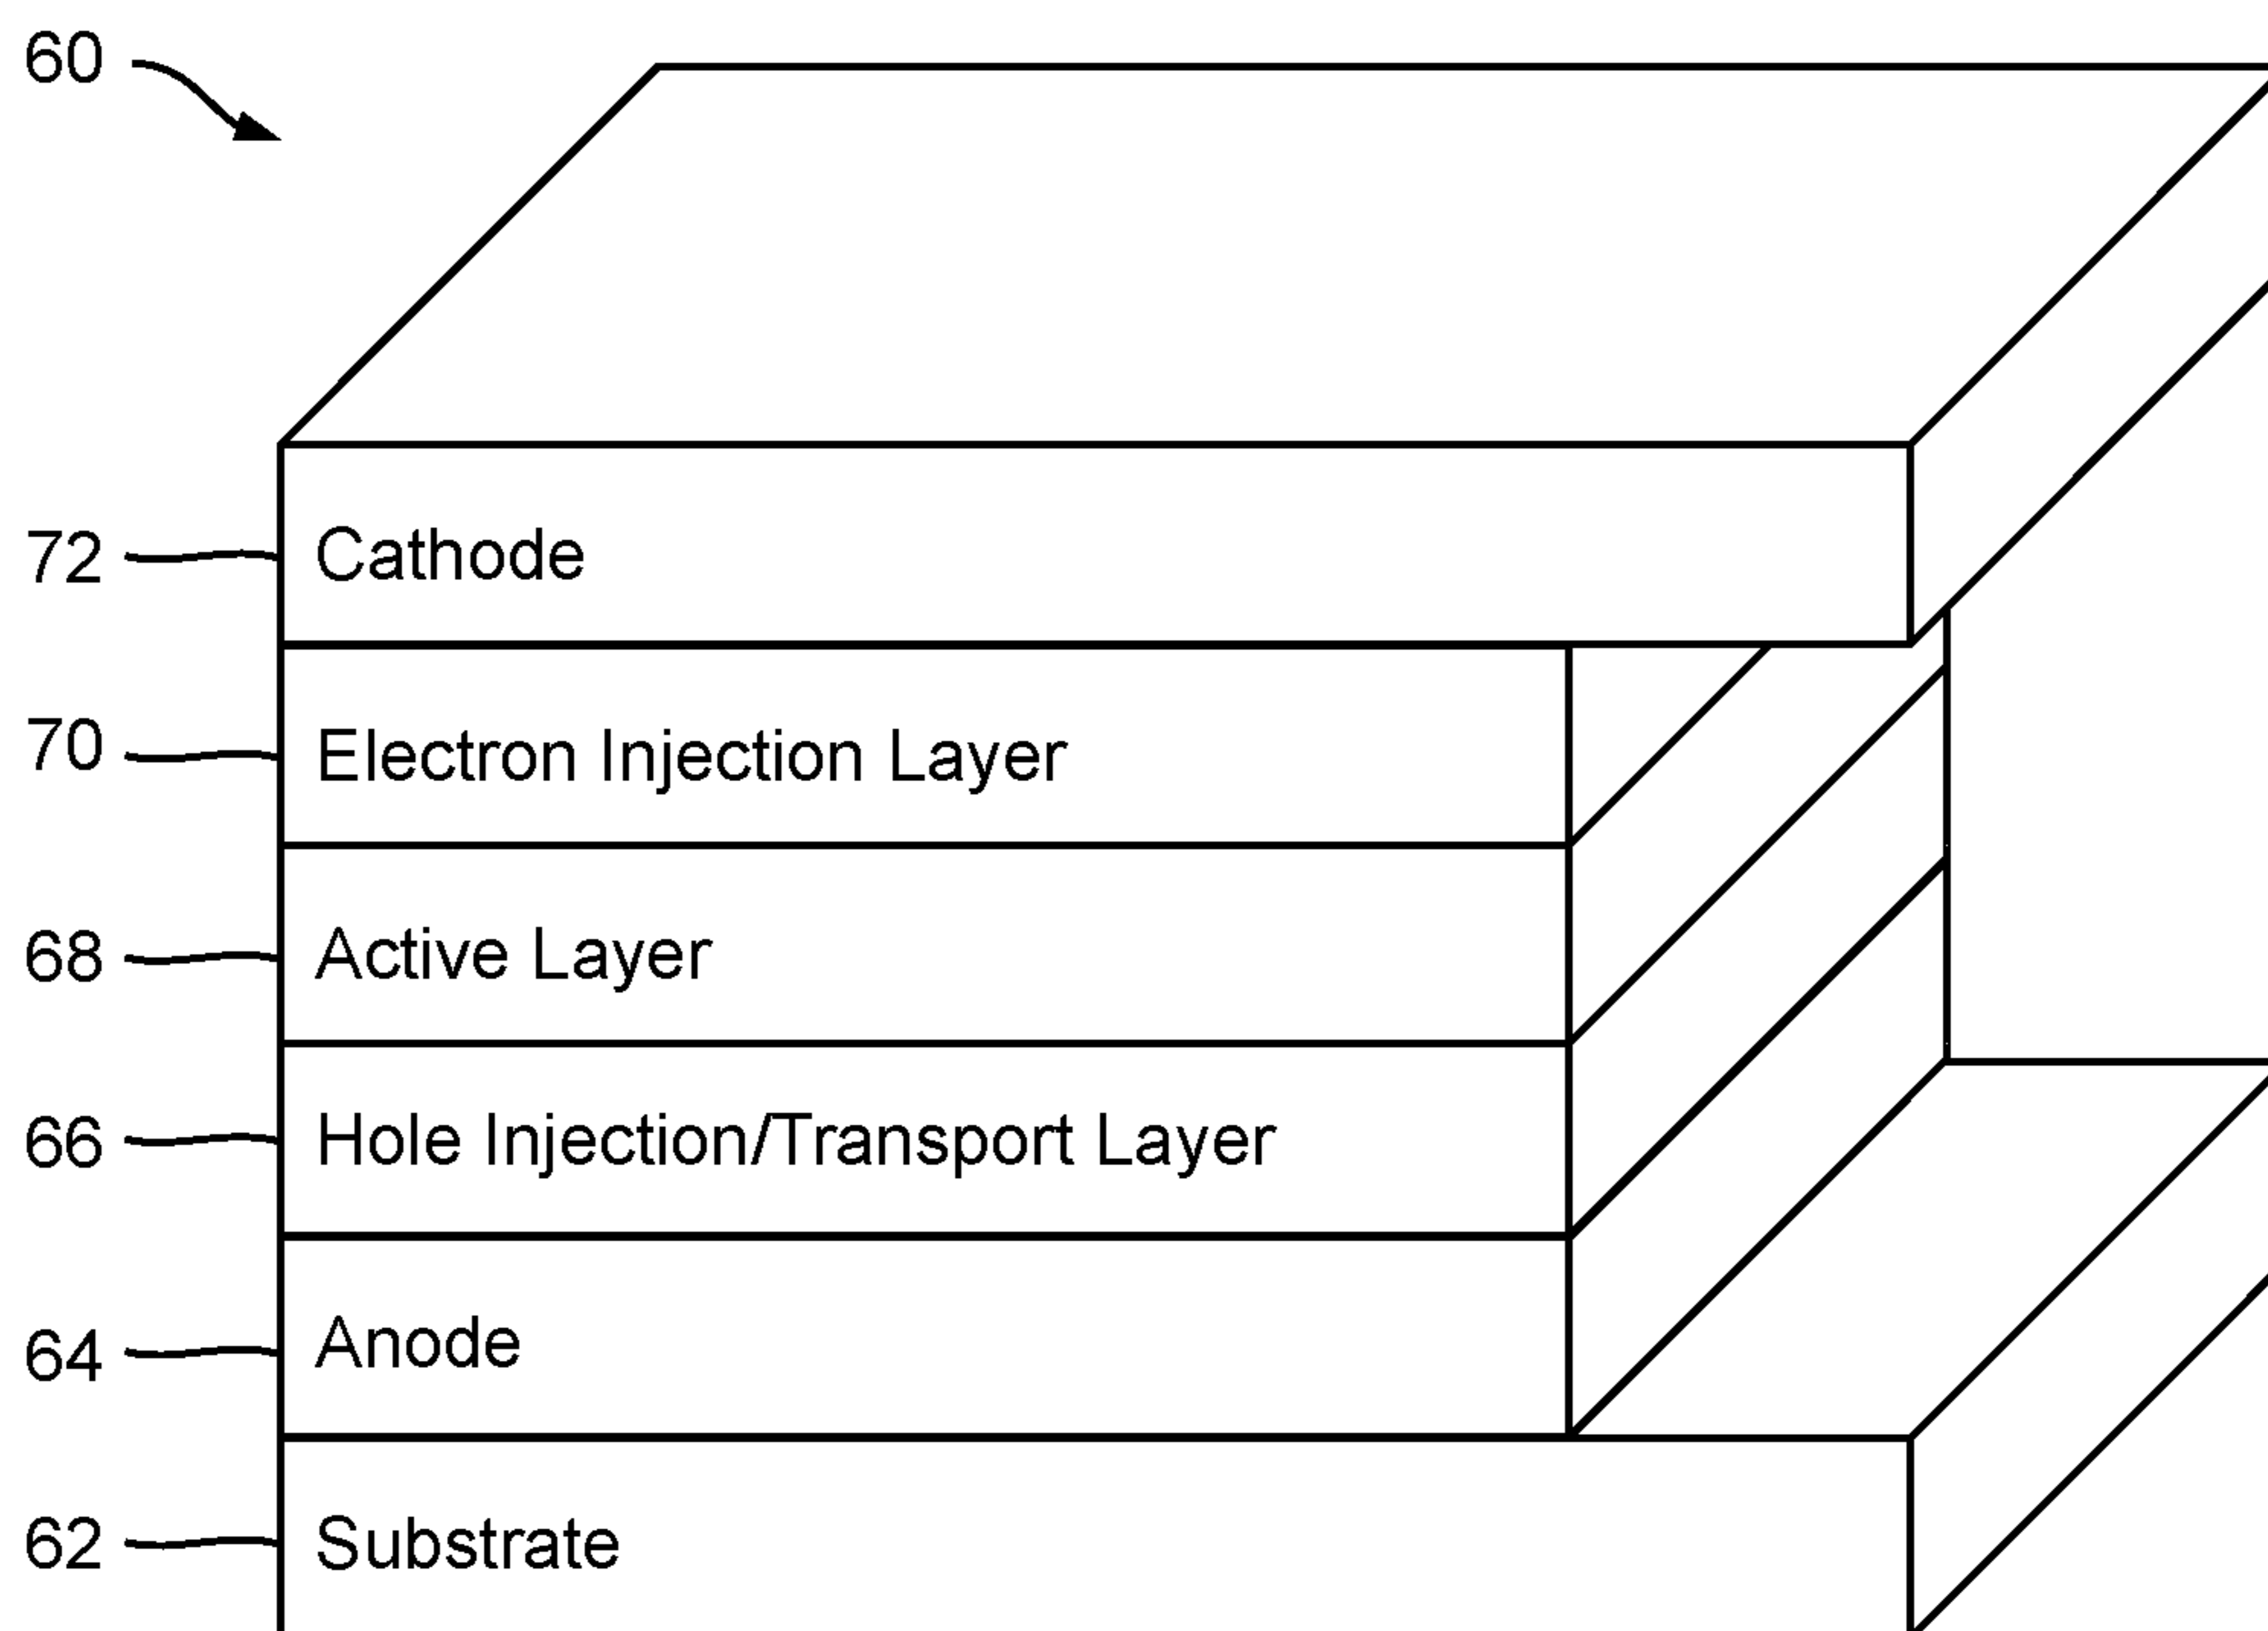 60
72 Cathode
70 Electron Injection Layer
68 Active Layer
66 Hole Injection/Transport Layer
64 Anode
62 Substrate